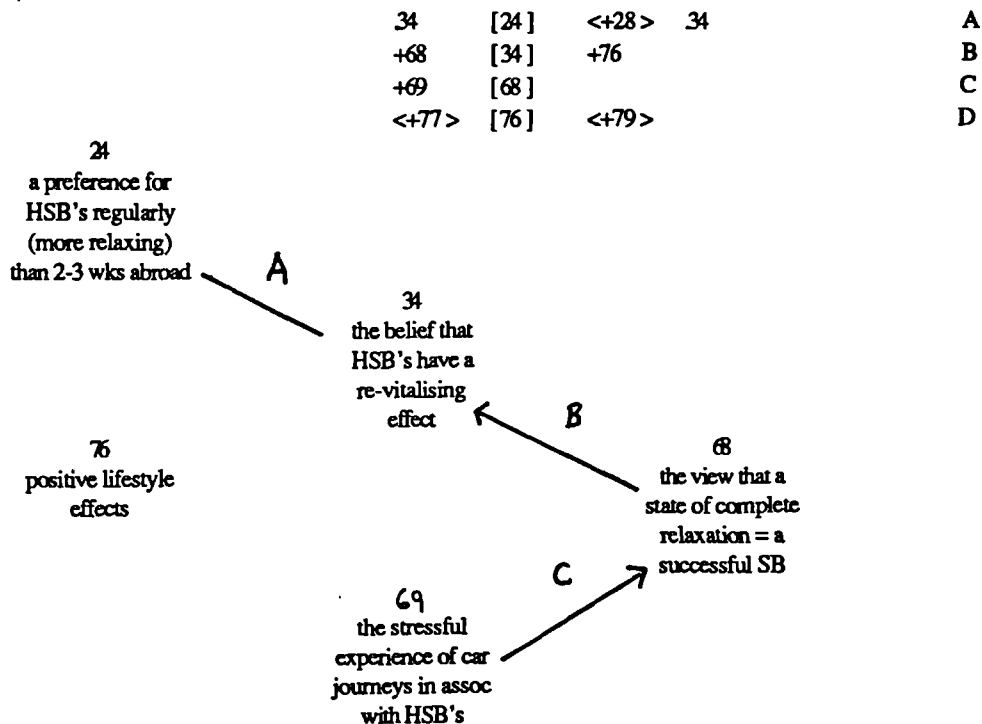 34 [24] <+28> 34 A
+68 [34] +76 B
+69 [68] C
<+77> [76] <+79> D
24
a preference for
HSB's regularly
(more relaxing)
than 2-3 wks abroad
A
34
the belief that
HSB's have a
re-vitalising
effect
B
76
positive lifestyle
effects
68
the view that a
state of complete
relaxation = a
successful SB
C
69
the stressful
experience of car
journeys in assoc
with HSB's